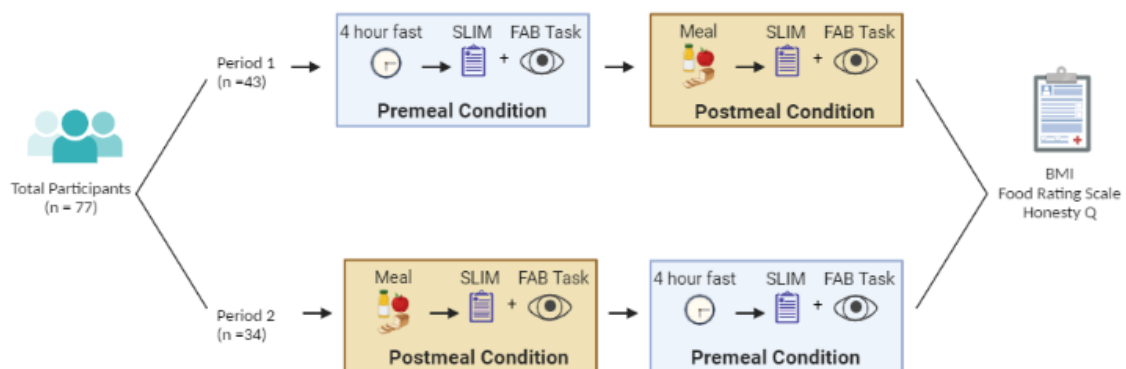 Total Participants
(n = 77)
Period 1
(n =43)
4 hour fast SLIM FAB Task
+
Premeal Condition
Meal SLIM FAB Task
+
Postmeal Condition
Period 2
(n =34)
Meal SLIM FAB Task
+
Postmeal Condition
4 hour fast SLIM FAB Task
+
Premeal Condition
BMI
Food Rating Scale
Honesty Q